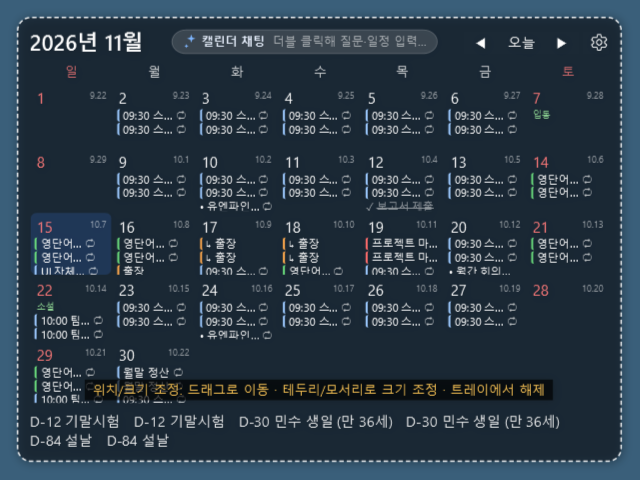 2026년 11월 캘린더 채팅 더블 클릭해 질문·일정 입력... ◀ 오늘 ▶
일 월 화 수 목 금 토
1 9.22 2 9.23 3 9.24 4 9.25 5 9.26 6 9.27 7 9.28
09:30 스... 09:30 스... 09:30 스... 09:30 스... 09:30 스... 입동
09:30 스... 09:30 스... 09:30 스... 09:30 스... 09:30 스...
8 9.29 9 10.1 10 10.2 11 10.3 12 10.4 13 10.5 14 10.6
09:30 스... 09:30 스... 09:30 스... 09:30 스... 09:30 스... 영단어...
09:30 스... 09:30 스... 09:30 스... 09:30 스... 09:30 스... 영단어...
• 유엔파인... ✓ 보고서 제출
15 10.7 16 10.8 17 10.9 18 10.10 19 10.11 20 10.12 21 10.13
영단어... 영단어... ↳ 출장 ↳ 출장 프로젝트 마... 09:30 스... 영단어...
영단어... 영단어... ↳ 출장 ↳ 출장 프로젝트 마... 09:30 스... 영단어...
UI 자체... 출장 09:30 스... 영단어... 09:30 스... • 월간 회의...
22 10.14 23 10.15 24 10.16 25 10.17 26 10.18 27 10.19 28 10.20
소설 09:30 스... 09:30 스... 09:30 스... 09:30 스... 09:30 스...
10:00 팀... 09:30 스... 09:30 스... 09:30 스... 09:30 스... 09:30 스...
10:00 팀... • 유엔파인...
29 10.21 30 10.22
영단어... 월말 정산
영단어...
10:00 팀... 09:30 스...
위치/크기 조정: 드래그로 이동 · 테두리/모서리로 크기 조정 · 트레이에서 해제
D-12 기말시험 D-12 기말시험 D-30 민수 생일 (만 36세) D-30 민수 생일 (만 36세)
D-84 설날 D-84 설날